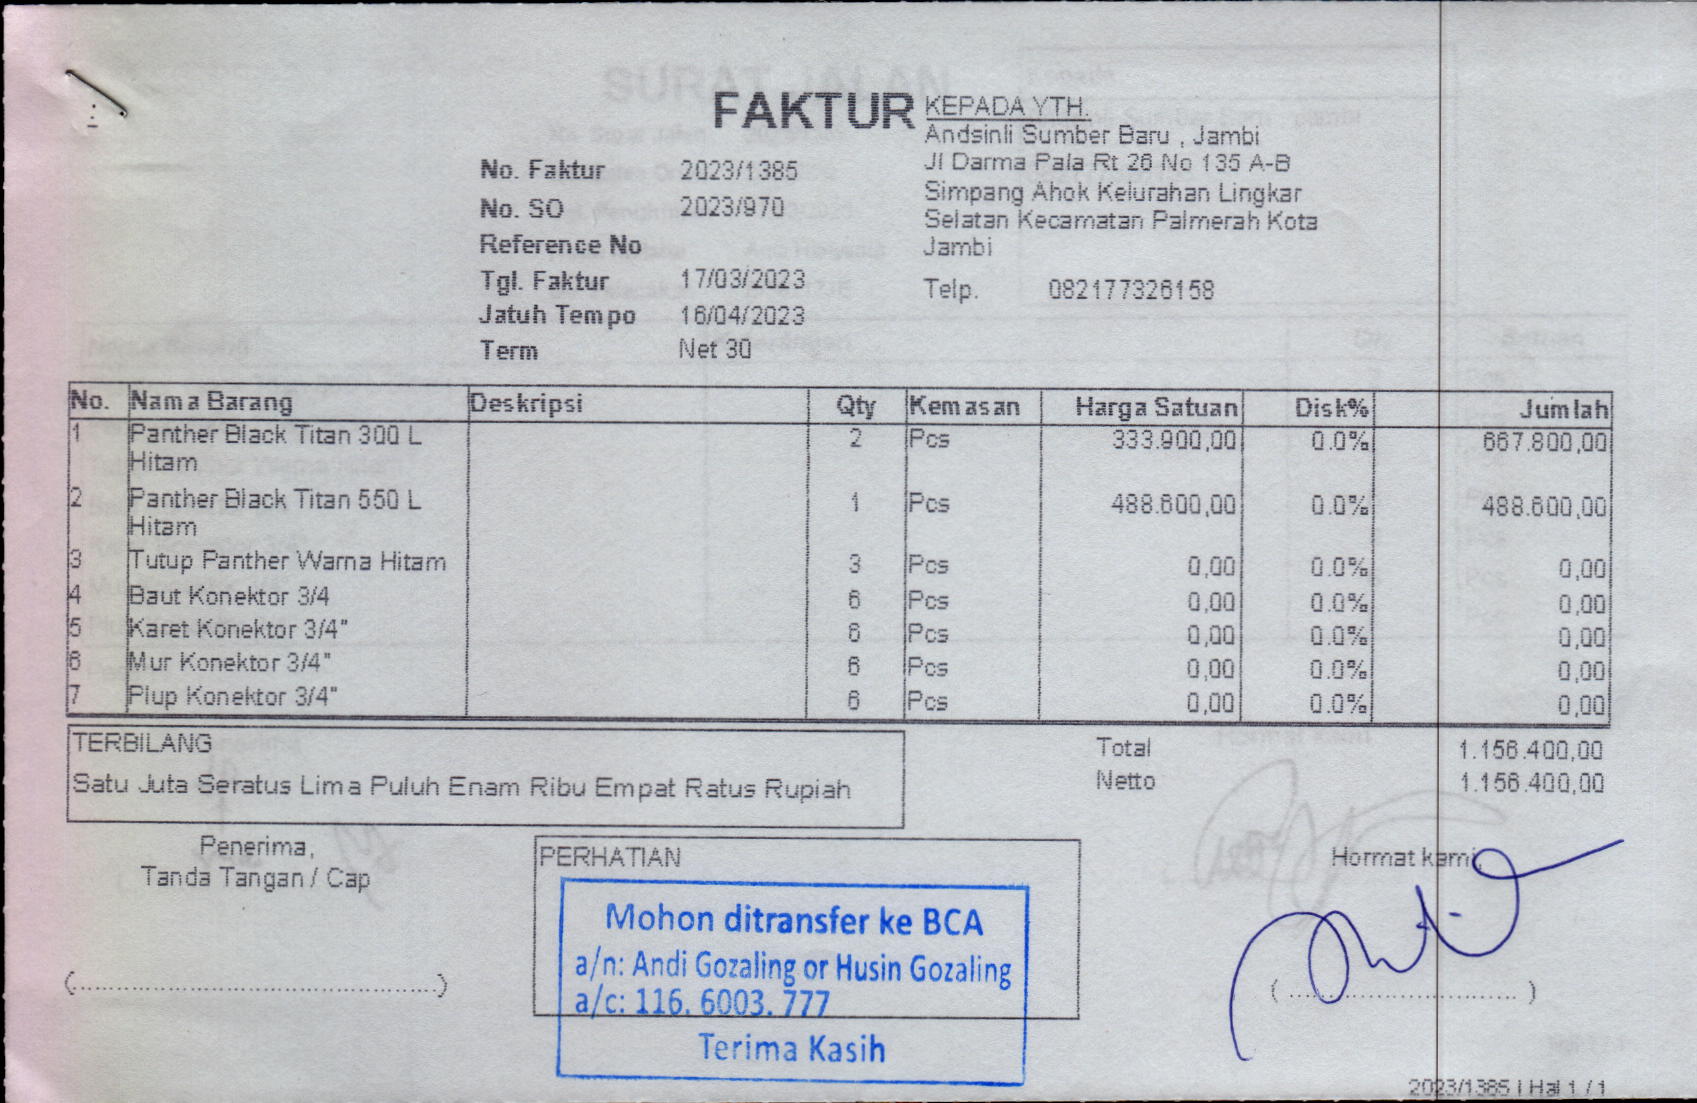 FAKTUR
KEPADA YTH.
Andsinli Sumber Baru , Jambi
Jl Darma Pala Rt 26 No 135 A-B
Simpang Ahok Kelurahan Lingkar
Selatan Kecamatan Palmerah Kota
Jambi
Telp. 082177326158
No. Faktur 2023/1385
No. SO 2023/970
Reference No
Tgl. Faktur 17/03/2023
Jatuh Tempo 16/04/2023
Term Net 30
No. Nama Barang Deskripsi Qty Kemasan Harga Satuan Disk% Jumlah
1 Panther Black Titan 300 L 2 Pcs 333.900,00 0.0% 667.800,00
Hitam
2 Panther Black Titan 550 L 1 Pcs 488.600,00 0.0% 488.600,00
Hitam
3 Tutup Panther Warna Hitam 3 Pcs 0,00 0.0% 0,00
4 Baut Konektor 3/4 6 Pcs 0,00 0.0% 0,00
5 Karet Konektor 3/4" 6 Pcs 0,00 0.0% 0,00
6 Mur Konektor 3/4" 6 Pcs 0,00 0.0% 0,00
7 Plup Konektor 3/4" 6 Pcs 0,00 0.0% 0,00
TERBILANG
Satu Juta Seratus Lima Puluh Enam Ribu Empat Ratus Rupiah
Total 1.156.400,00
Netto 1.156.400,00
Penerima,
Tanda Tangan / Cap
(..........................................)
PERHATIAN
Mohon ditransfer ke BCA
a/n: Andi Gozaling or Husin Gozaling
a/c: 116. 6003. 777
Terima Kasih
Hormat kami,
( .......................... )
2023/1385 | Hal 1 / 1